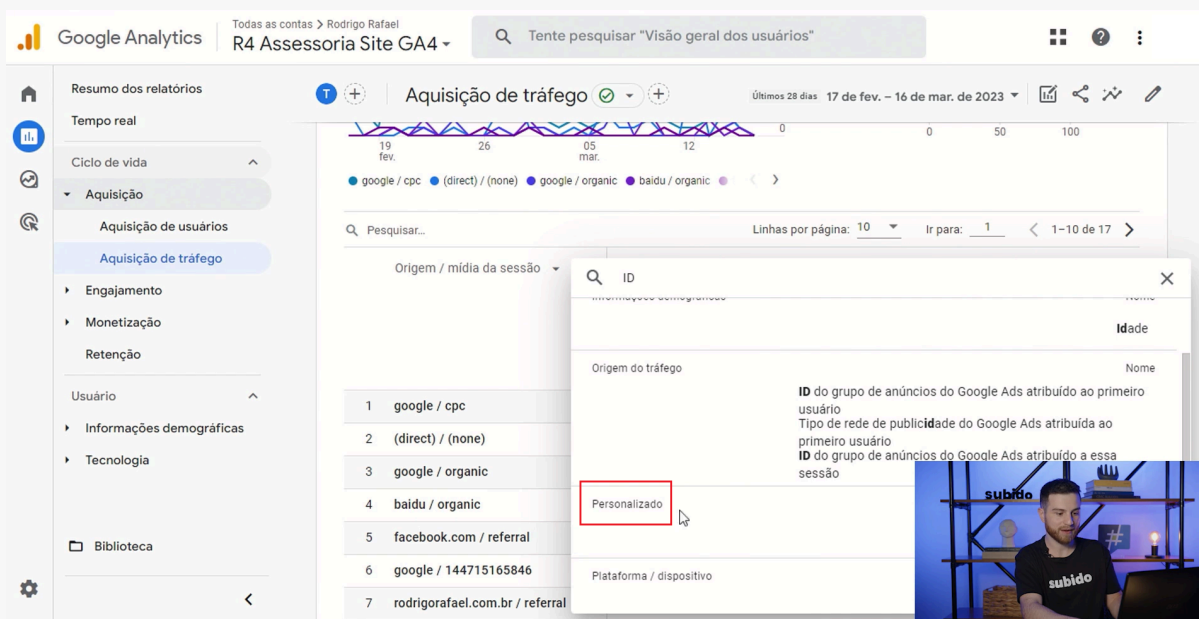 Google Analytics
Todas as contas > Rodrigo Rafael
R4 Assessoria Site GA4
Tente pesquisar "Visão geral dos usuários"
Resumo dos relatórios
Tempo real
Ciclo de vida
Aquisição
Aquisição de usuários
Aquisição de tráfego
Engajamento
Monetização
Retenção
Usuário
Informações demográficas
Tecnologia
Biblioteca
T
Aquisição de tráfego
Últimos 28 dias 17 de fev. – 16 de mar. de 2023
19 fev.
26
05 mar.
12
0
0
50
100
google / cpc
(direct) / (none)
google / organic
baidu / organic
Pesquisar...
Linhas por página: 10
Ir para: 1
1–10 de 17
Origem / mídia da sessão
1 google / cpc
2 (direct) / (none)
3 google / organic
4 baidu / organic
5 facebook.com / referral
6 google / 144715165846
7 rodrigorafael.com.br / referral
ID
Informações demográficas
Nome
Idade
Origem do tráfego
Nome
ID do grupo de anúncios do Google Ads atribuído ao primeiro
usuário
Tipo de rede de publicidade do Google Ads atribuída ao
primeiro usuário
ID do grupo de anúncios do Google Ads atribuído a essa
sessão
Personalizado
Plataforma / dispositivo
subido
#
subido